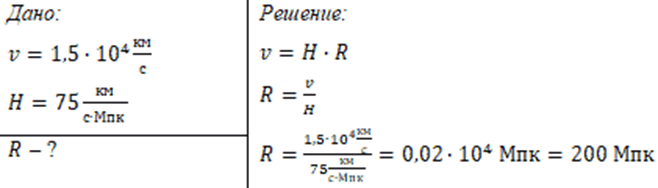 Дано:
v = 1,5 · 10⁴ км/с
H = 75 км/(с·Мпк)
R − ?
Решение:
v = H · R
R = v/н
R = (1,5·10⁴ км/с)/(75 км/(с·Мпк)) = 0,02 · 10⁴ Мпк = 200 Мпк